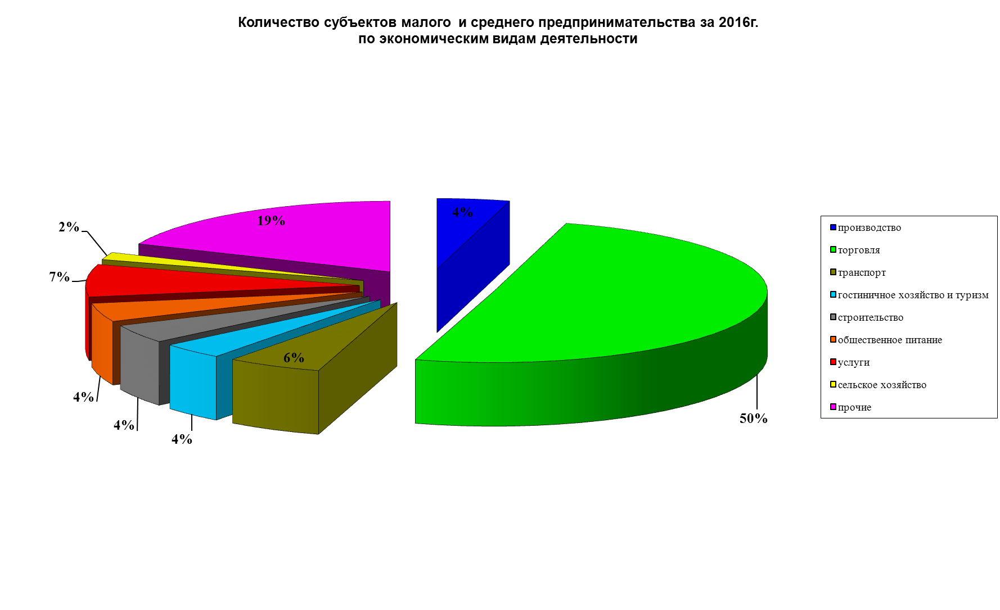 Количество субъектов малого  и среднего предпринимательства за 2016г.
по экономическим видам деятельности
19%
4%
2%
7%
6%
4%
4%
4%
50%
производство
торговля
транспорт
гостиничное хозяйство и туризм
строительство
общественное питание
услуги
сельское хозяйство
прочие